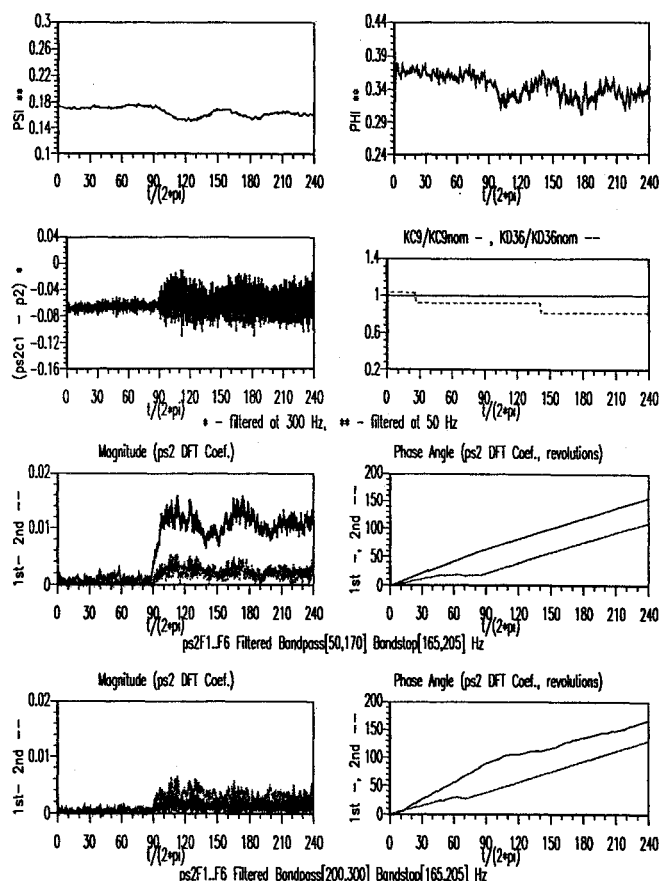 0.3
0.26
0.22
0.18
0.14
0.1
PSI **
0 30 60 90 120 150 180 210 240
t/(2*pi)
0.44
0.39
0.34
0.29
0.24
PHI **
0 30 60 90 120 150 180 210 240
t/(2*pi)
0.04
0
-0.04
-0.08
-0.12
-0.16
(ps2c1 - p2) *
0 30 60 90 120 150 180 210 240
t/(2*pi)
KC9/KC9nom - , KD36/KD36nom --
1.4
1
0.6
0.2
0 30 60 90 120 150 180 210 240
t/(2*pi)
* - filtered at 300 Hz, ** - filtered at 50 Hz
Magnitude (ps2 DFT Coef.)
0.02
0.01
0
1st- 2nd --
0 30 60 90 120 150 180 210 240
t/(2*pi)
Phase Angle (ps2 DFT Coef., revolutions)
200
150
100
50
0
1st -, 2nd --
0 30 60 90 120 150 180 210 240
t/(2*pi)
ps2F1..F6 Filtered Bandpass[50,170] Bandstop[165,205] Hz
Magnitude (ps2 DFT Coef.)
0.02
0.01
0
1st- 2nd --
0 30 60 90 120 150 180 210 240
t/(2*pi)
Phase Angle (ps2 DFT Coef., revolutions)
200
150
100
50
0
1st -, 2nd --
0 30 60 90 120 150 180 210 240
t/(2*pi)
ps2F1..F6 Filtered Bandpass[200,300] Bandstop[165,205] Hz